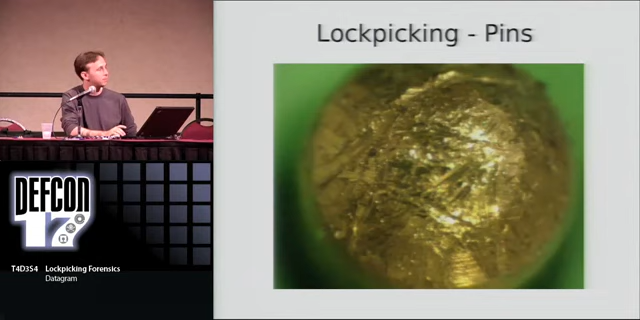 Lockpicking - Pins
DEFCON
17
T4D3S4 Lockpicking Forensics
Datagram